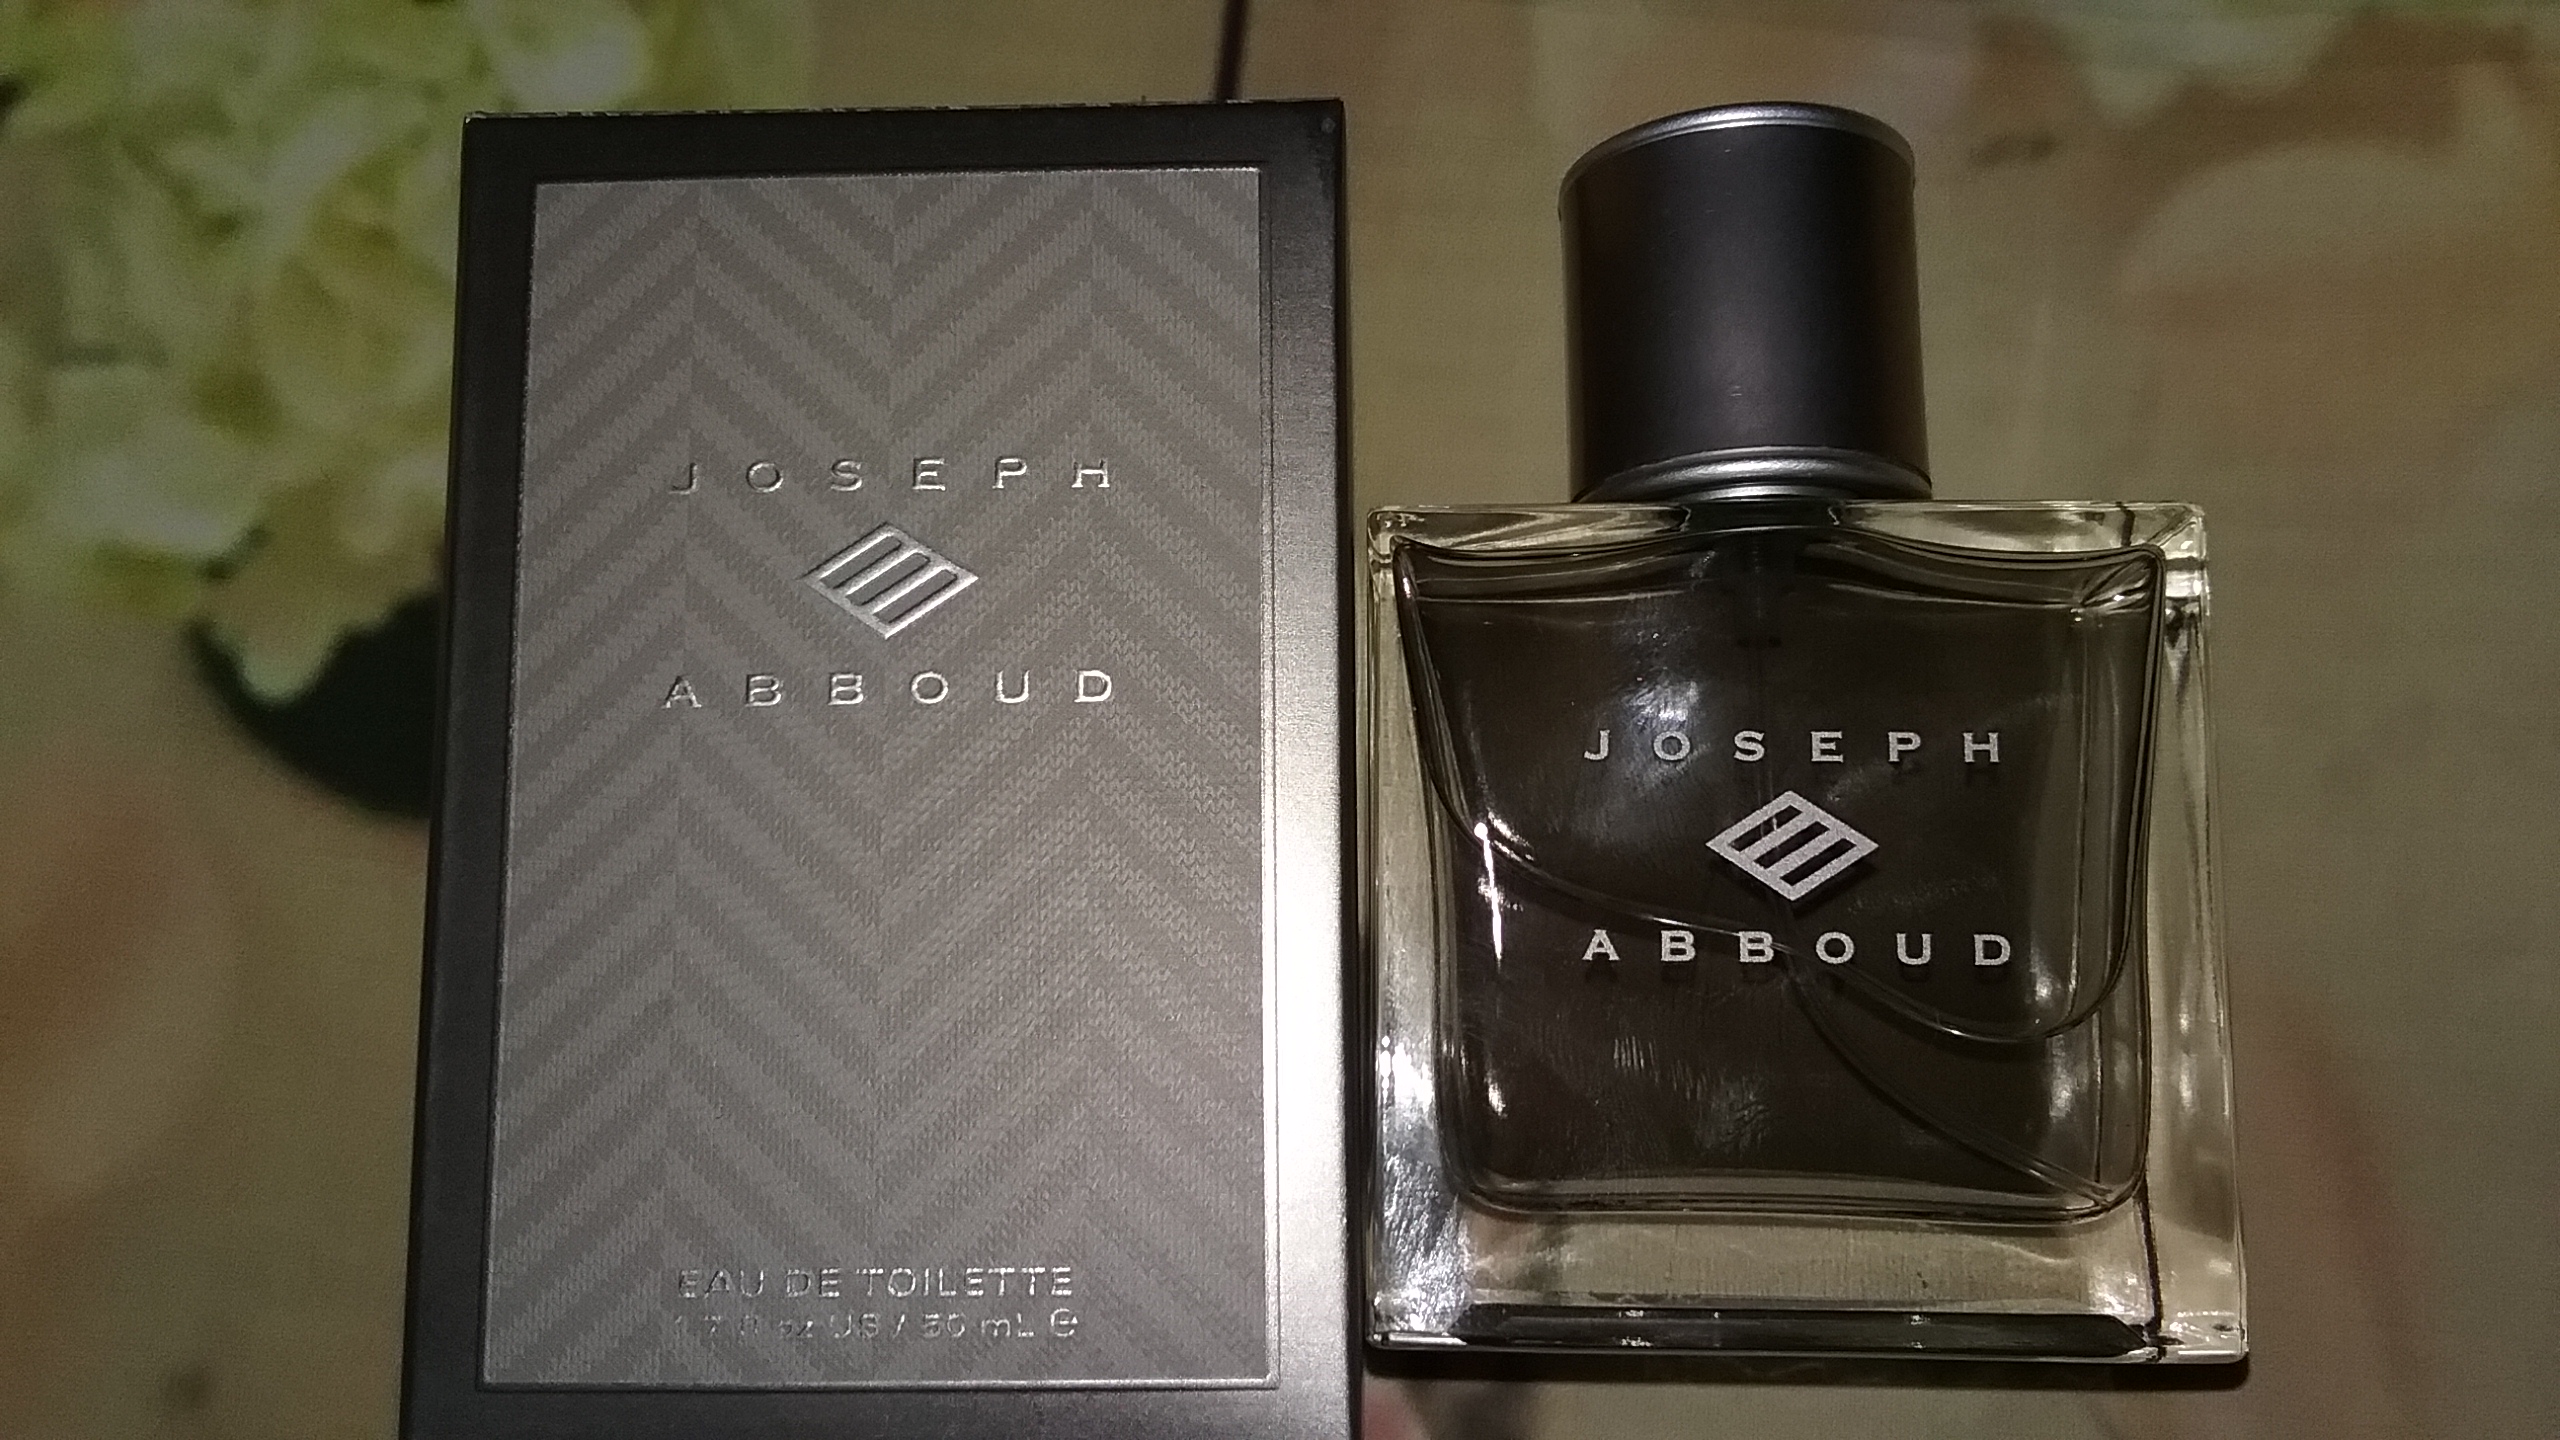 JOSEPH
ABBOUD
EAU DE TOILETTE
1.7 fl oz US / 50 mL ℮
JOSEPH
ABBOUD